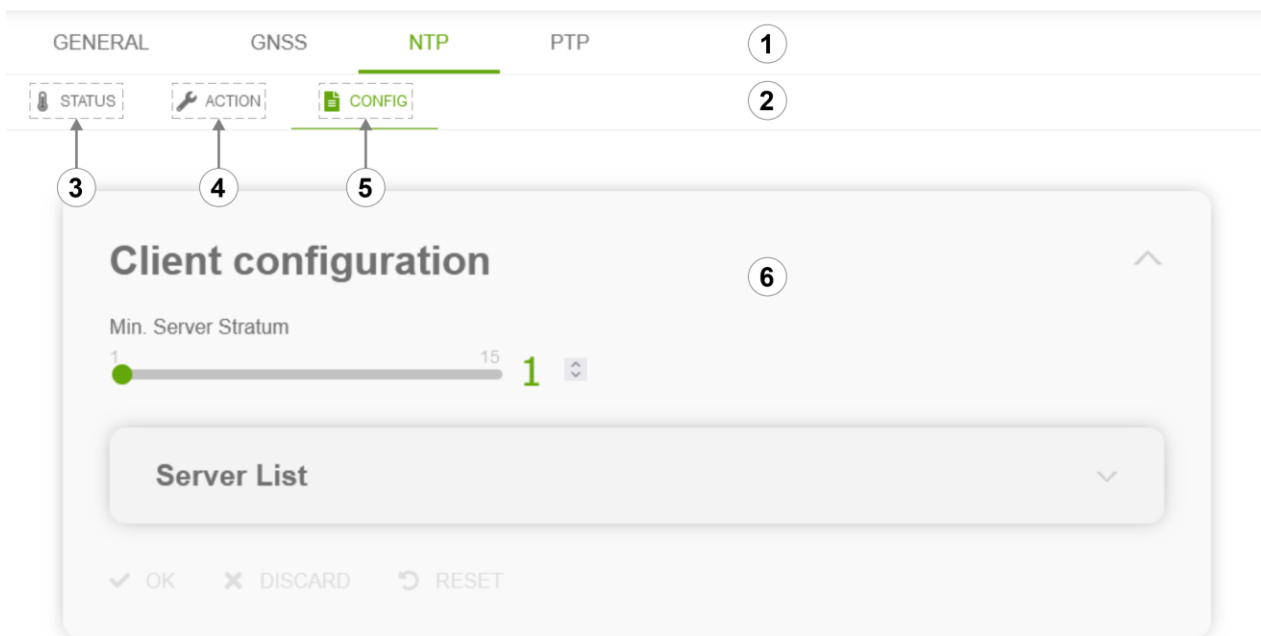 GENERAL GNSS NTP PTP 1
STATUS ACTION CONFIG 2
3 4 5
Client configuration 6
Min. Server Stratum
1 15 1
Server List
OK DISCARD RESET